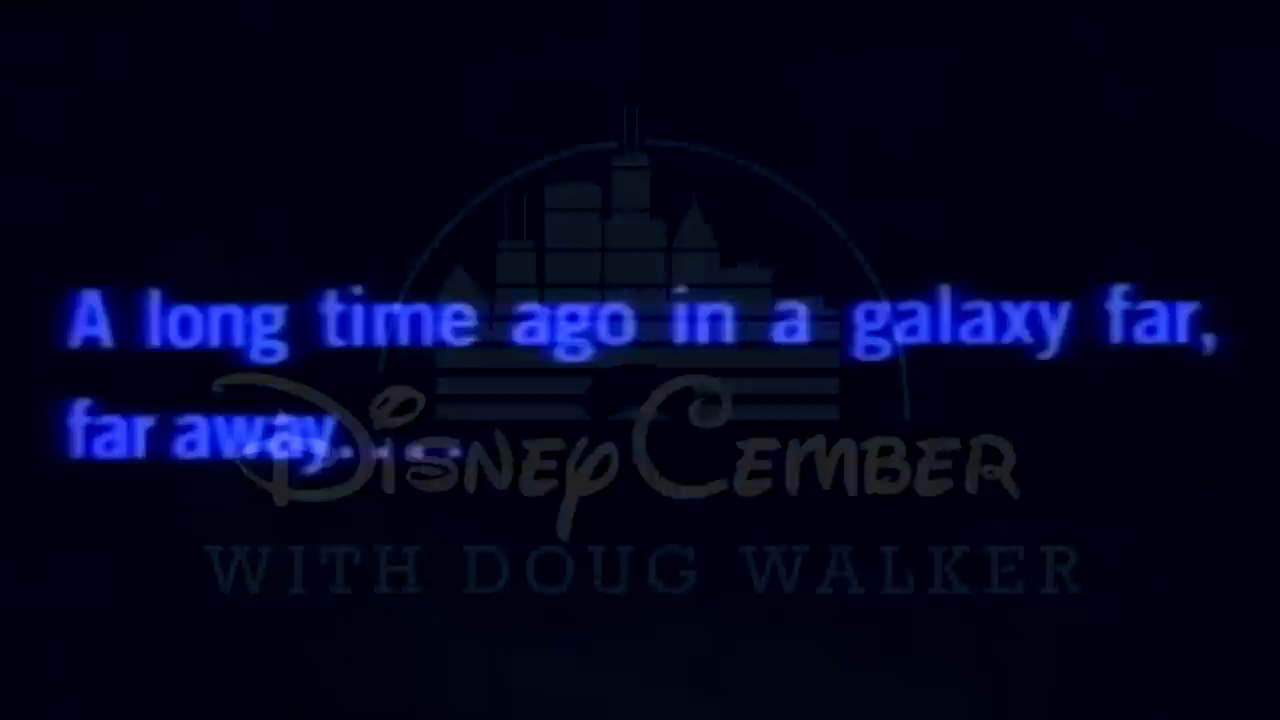 A long time ago in a galaxy far,
far away....
DisneyCember
WITH DOUG WALKER